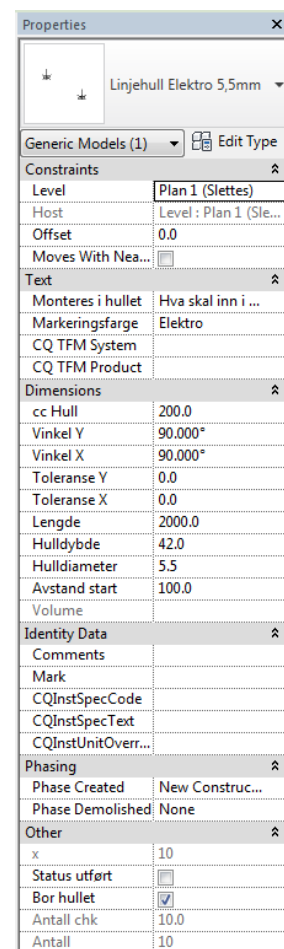 Properties
Linjehull Elektro 5,5mm
Generic Models (1) Edit Type
Constraints
Level Plan 1 (Slettes)
Host Level : Plan 1 (Sle...
Offset 0.0
Moves With Nea...
Text
Monteres i hullet Hva skal inn i ...
Markeringsfarge Elektro
CQ TFM System
CQ TFM Product
Dimensions
cc Hull 200.0
Vinkel Y 90.000°
Vinkel X 90.000°
Toleranse Y 0.0
Toleranse X 0.0
Lengde 2000.0
Hulldybde 42.0
Hulldiameter 5.5
Avstand start 100.0
Volume
Identity Data
Comments
Mark
CQInstSpecCode
CQInstSpecText
CQInstUnitOverr...
Phasing
Phase Created New Construc...
Phase Demolished None
Other
x 10
Status utført
Bor hullet
Antall chk 10.0
Antall 10